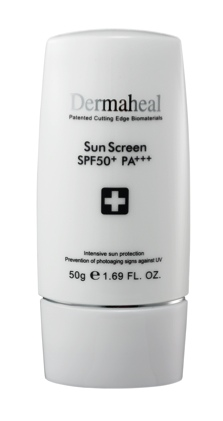 Dermaheal
Patented Cutting Edge Biomaterials
Sun Screen
SPF50+ PA+++
Intensive sun protection
Prevention of photoaging signs against UV
50g ℮ 1.69 FL. OZ.